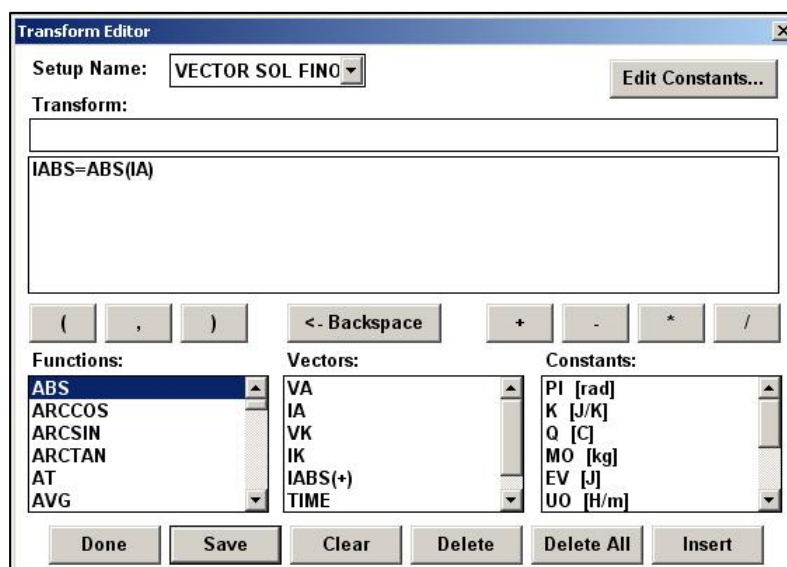 Transform Editor
Setup Name: VECTOR SOL FINO
Edit Constants...
Transform:
IABS=ABS(IA)
( , ) <- Backspace + - * /
Functions: Vectors: Constants:
ABS VA PI [rad]
ARCCOS IA K [J/K]
ARCSIN VK Q [C]
ARCTAN IK MO [kg]
AT IABS(+) EV [J]
AVG TIME UO [H/m]
Done Save Clear Delete Delete All Insert